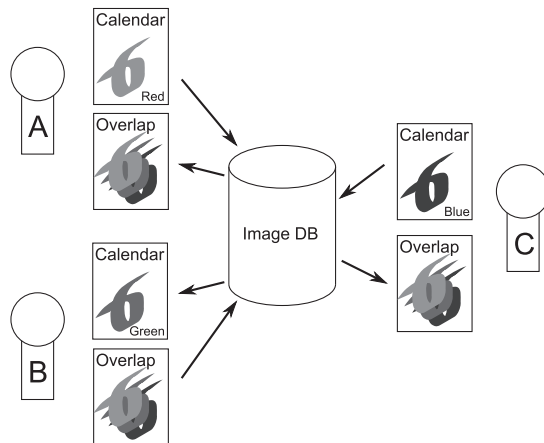 Calendar
Red
A
Overlap
Image DB
Calendar
Blue
C
Overlap
Calendar
Green
B
Overlap